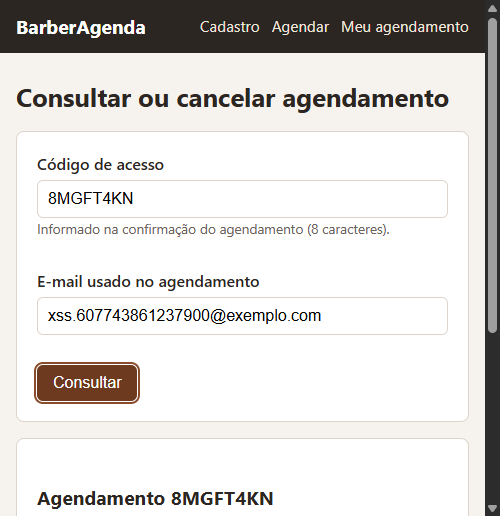 BarberAgenda
Cadastro Agendar Meu agendamento
Consultar ou cancelar agendamento
Código de acesso
8MGFT4KN
Informado na confirmação do agendamento (8 caracteres).
E-mail usado no agendamento
xss.607743861237900@exemplo.com
Consultar
Agendamento 8MGFT4KN